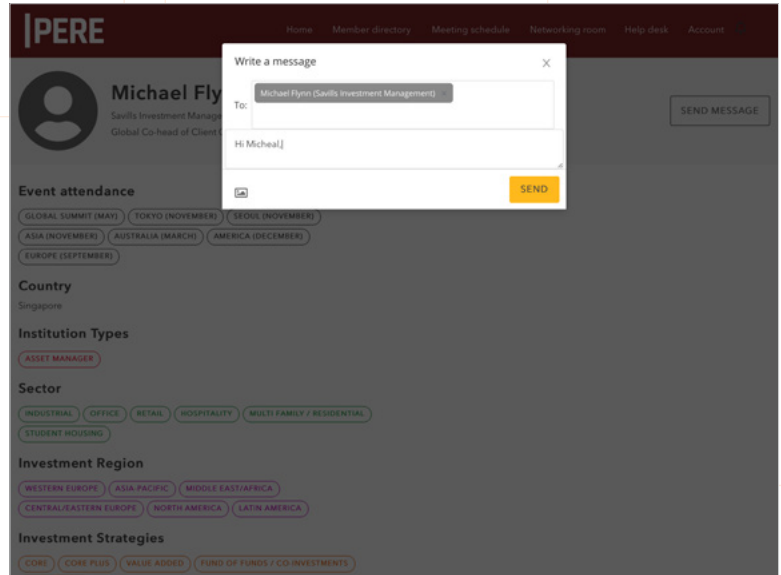 PERE
Home Member directory Meeting schedule Networking room Help desk Account
Write a message
To: Michael Flynn (Savills Investment Management)
Michael Fly
Savills Investment Manage
Global Co-head of Client
SEND MESSAGE
Hi Micheal,
SEND
Event attendance
GLOBAL SUMMIT (MAY) TOKYO (NOVEMBER) SEOUL (NOVEMBER)
ASIA (NOVEMBER) AUSTRALIA (MARCH) AMERICA (DECEMBER)
EUROPE (SEPTEMBER)
Country
Singapore
Institution Types
ASSET MANAGER
Sector
INDUSTRIAL OFFICE RETAIL HOSPITALITY MULTI FAMILY / RESIDENTIAL
STUDENT HOUSING
Investment Region
WESTERN EUROPE ASIA-PACIFIC MIDDLE EAST/AFRICA
CENTRAL/EASTERN EUROPE NORTH AMERICA LATIN AMERICA
Investment Strategies
CORE CORE PLUS VALUE ADDED FUND OF FUNDS / CO-INVESTMENTS